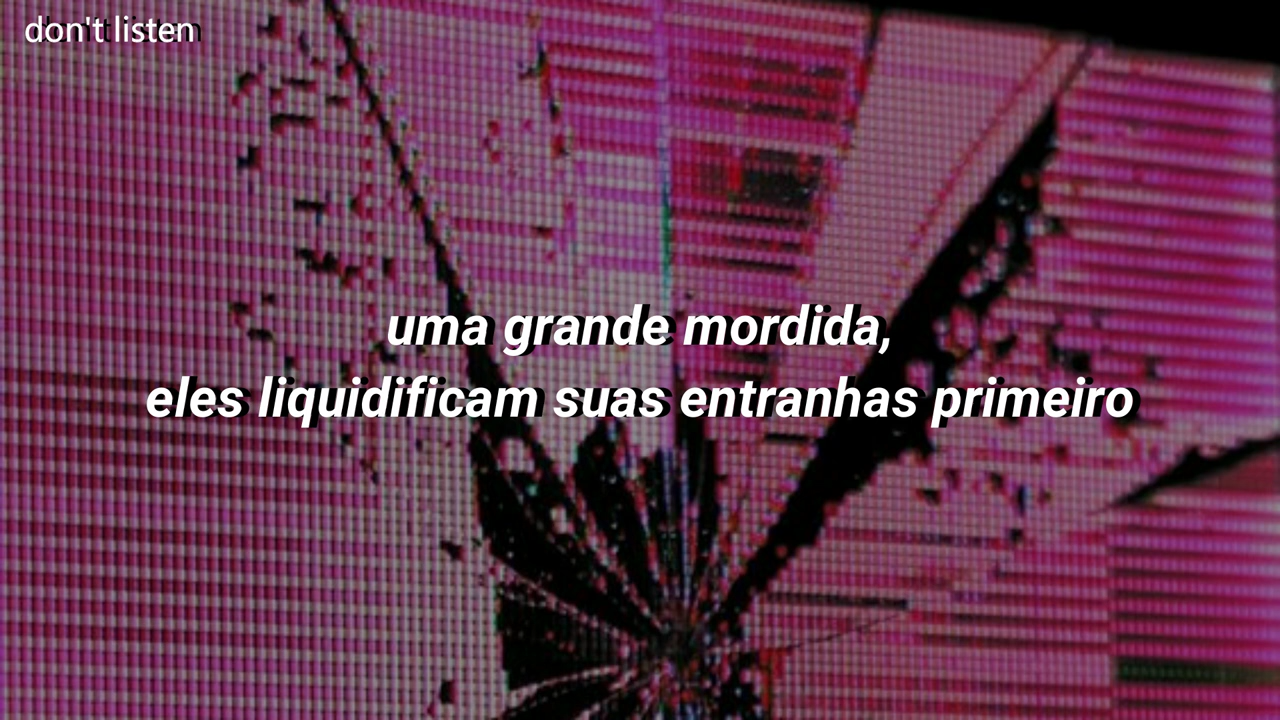 don't listen
uma grande mordida,
eles liquidificam suas entranhas primeiro